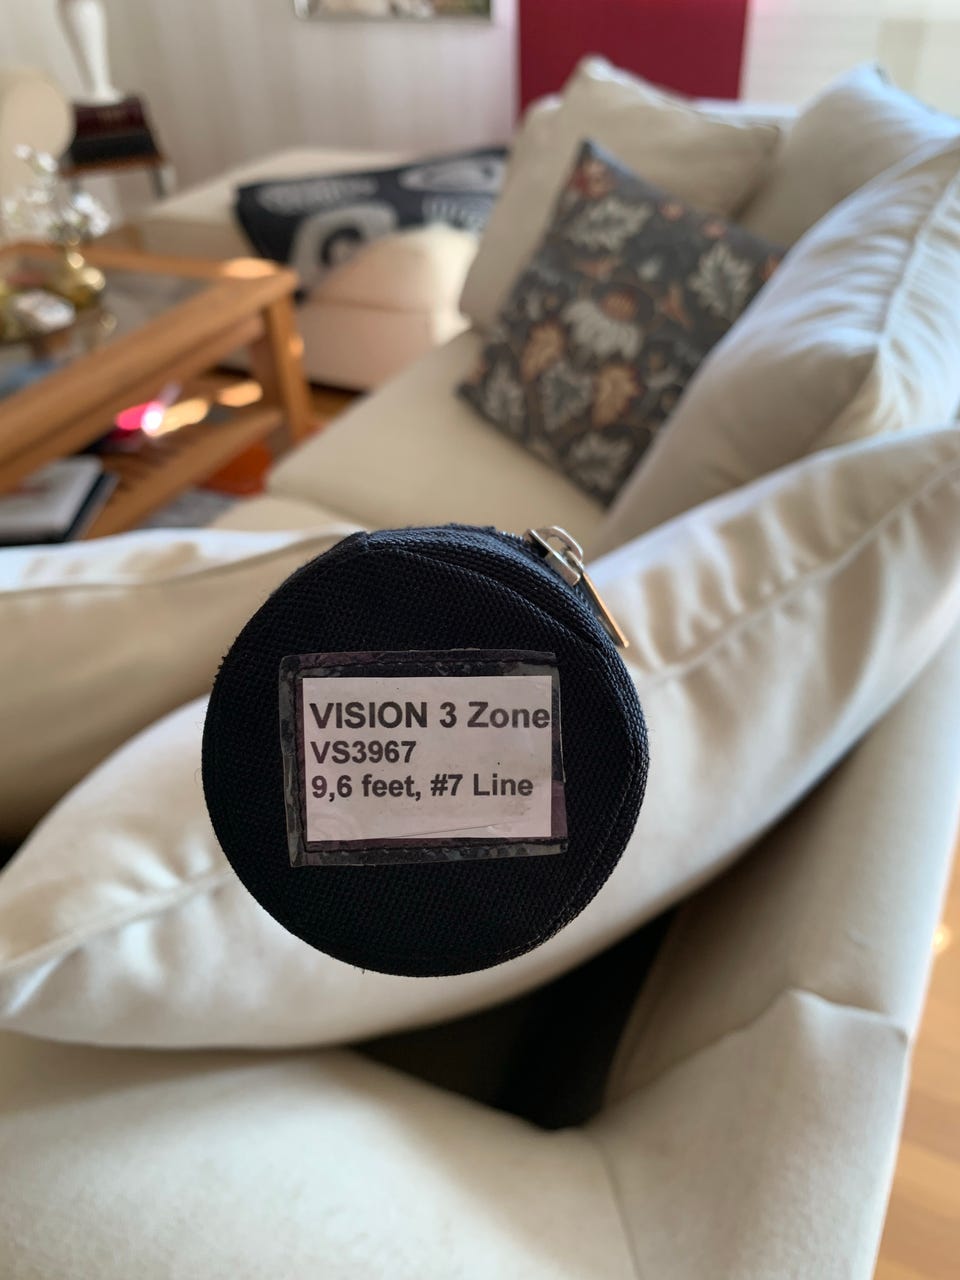 VISION 3 Zone
VS3967
9,6 feet, #7 Line